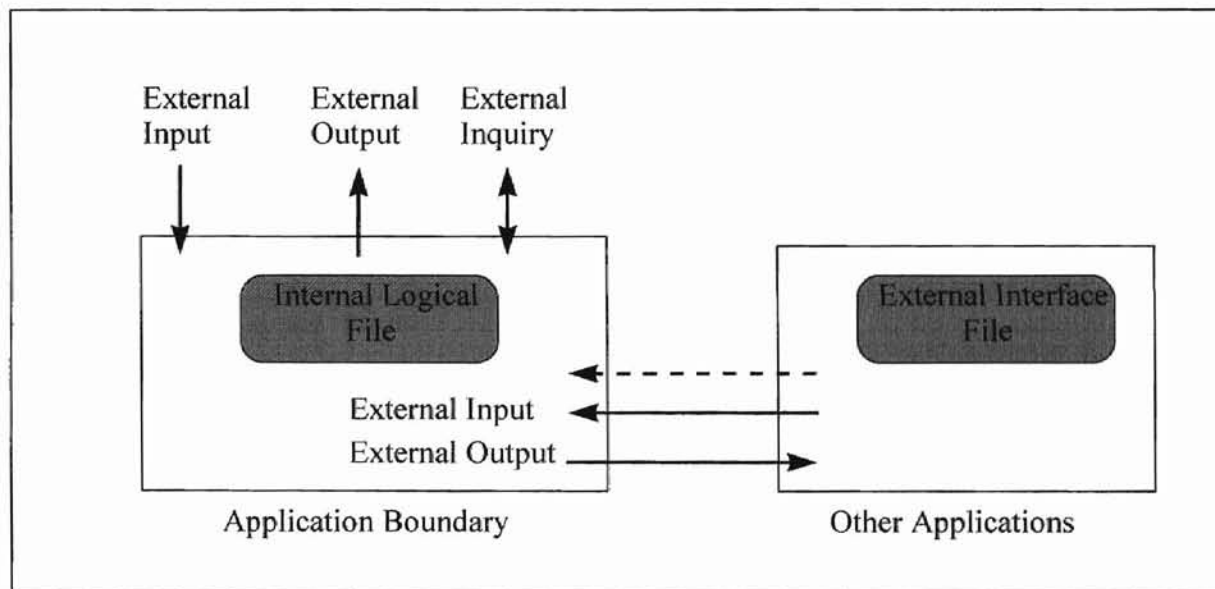 External
Input
External
Output
External
Inquiry
Internal Logical
File
External Interface
File
External Input
External Output
Application Boundary
Other Applications